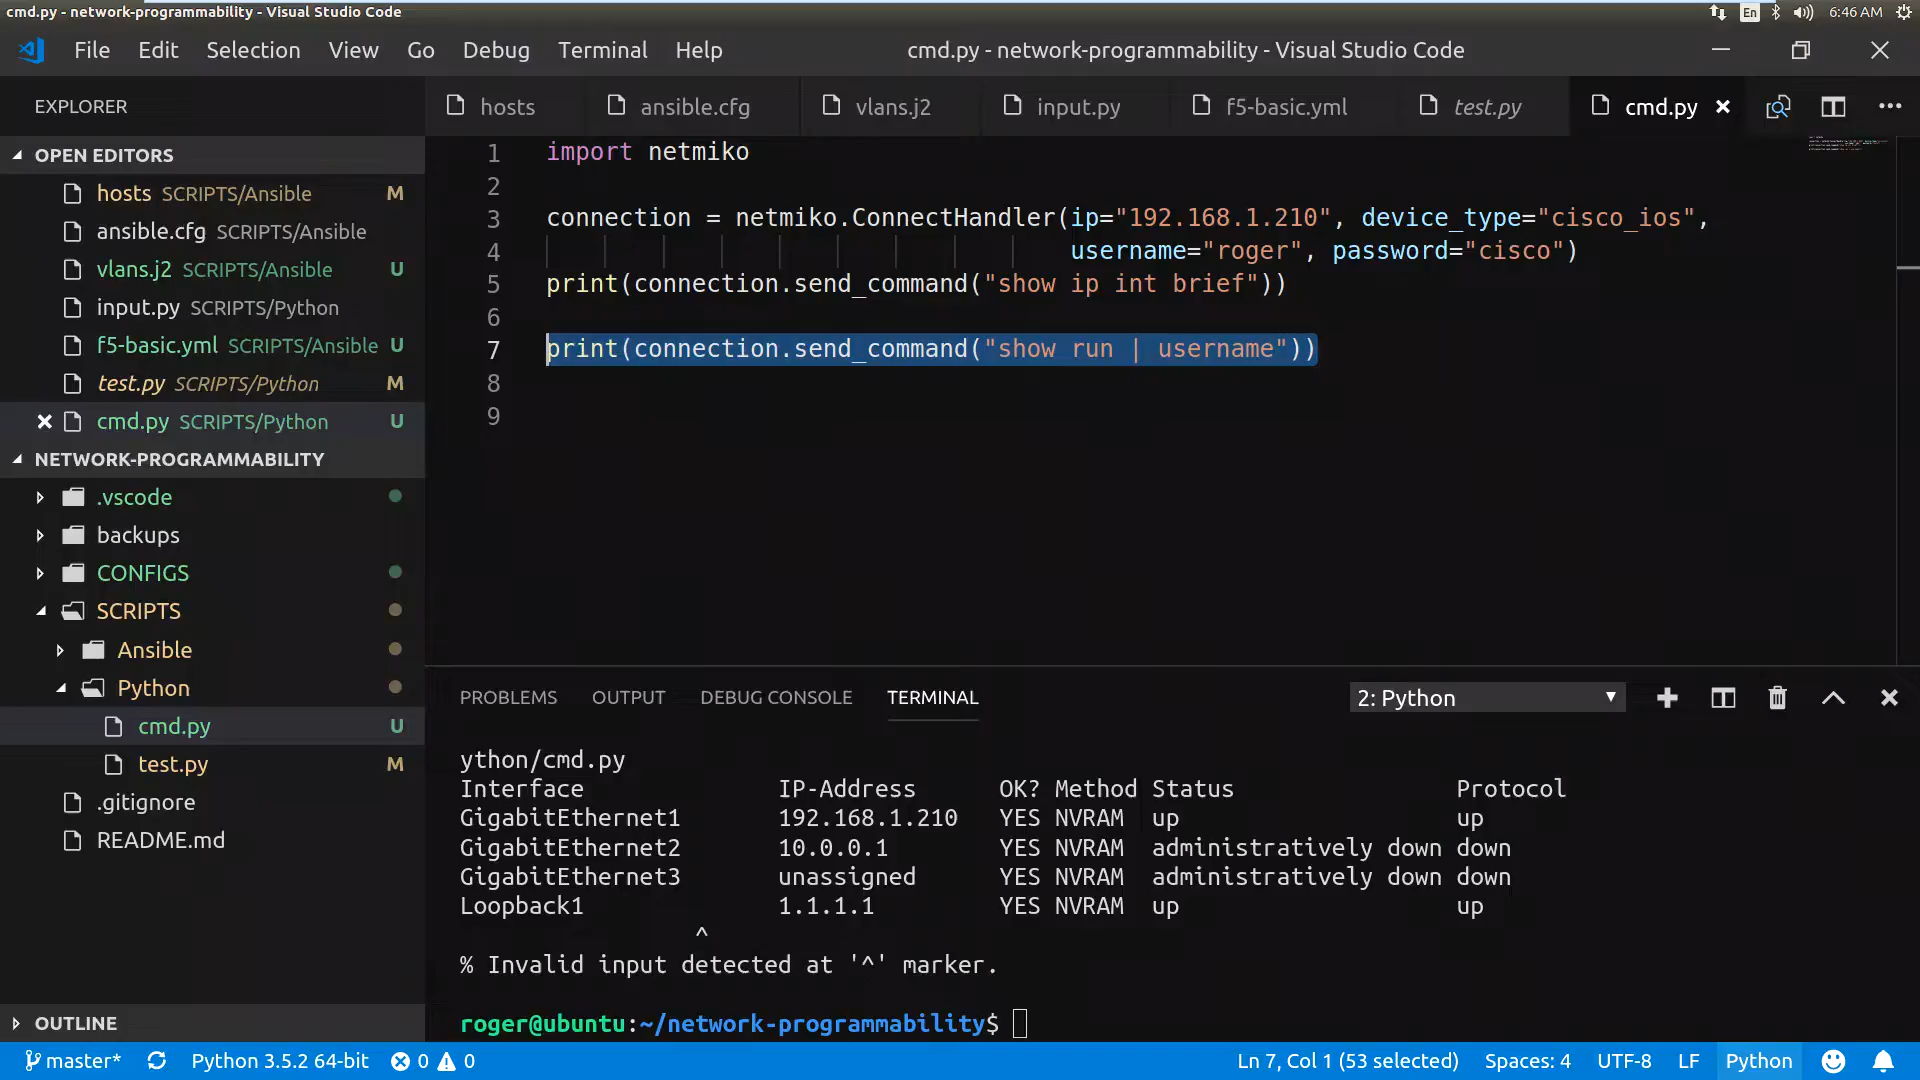 cmd.py - network-programmability - Visual Studio Code
En
6:46 AM
File Edit Selection View Go Debug Terminal Help
cmd.py - network-programmability - Visual Studio Code
EXPLORER
OPEN EDITORS
hosts SCRIPTS/Ansible M
ansible.cfg SCRIPTS/Ansible
vlans.j2 SCRIPTS/Ansible U
input.py SCRIPTS/Python
f5-basic.yml SCRIPTS/Ansible U
test.py SCRIPTS/Python M
cmd.py SCRIPTS/Python U
NETWORK-PROGRAMMABILITY
.vscode
backups
CONFIGS
SCRIPTS
Ansible
Python
cmd.py U
test.py M
.gitignore
README.md
OUTLINE
hosts ansible.cfg vlans.j2 input.py f5-basic.yml test.py cmd.py
1 import netmiko
2
3 connection = netmiko.ConnectHandler(ip="192.168.1.210", device_type="cisco_ios",
4 username="roger", password="cisco")
5 print(connection.send_command("show ip int brief"))
6
7 print(connection.send_command("show run | username"))
8
9
PROBLEMS OUTPUT DEBUG CONSOLE TERMINAL
2: Python
ython/cmd.py
Interface IP-Address OK? Method Status Protocol
GigabitEthernet1 192.168.1.210 YES NVRAM up up
GigabitEthernet2 10.0.0.1 YES NVRAM administratively down down
GigabitEthernet3 unassigned YES NVRAM administratively down down
Loopback1 1.1.1.1 YES NVRAM up up
^
% Invalid input detected at '^' marker.
roger@ubuntu:~/network-programmability$
master* Python 3.5.2 64-bit 0 0 Ln 7, Col 1 (53 selected) Spaces: 4 UTF-8 LF Python